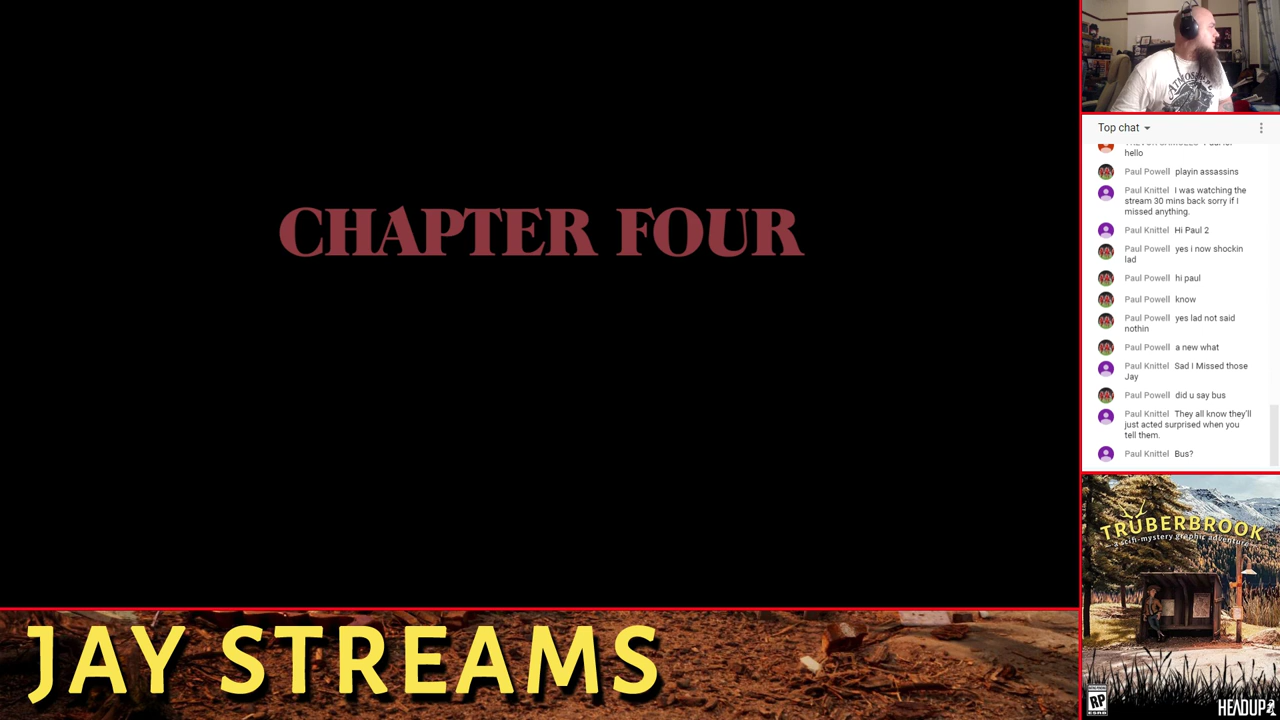 CHAPTER FOUR
Top chat
hello
Paul Powell playin assassins
Paul Knittel I was watching the
stream 30 mins back sorry if I
missed anything.
Paul Knittel Hi Paul 2
Paul Powell yes i now shockin
lad
Paul Powell hi paul
Paul Powell know
Paul Powell yes lad not said
nothin
Paul Powell a new what
Paul Knittel Sad I Missed those
Jay
Paul Powell did u say bus
Paul Knittel They all know they'll
just acted surprised when you
tell them.
Paul Knittel Bus?
TRÜBERBROOK
a scifi-mystery graphic adventure
RP
ESRB
HEADUP
JAY STREAMS